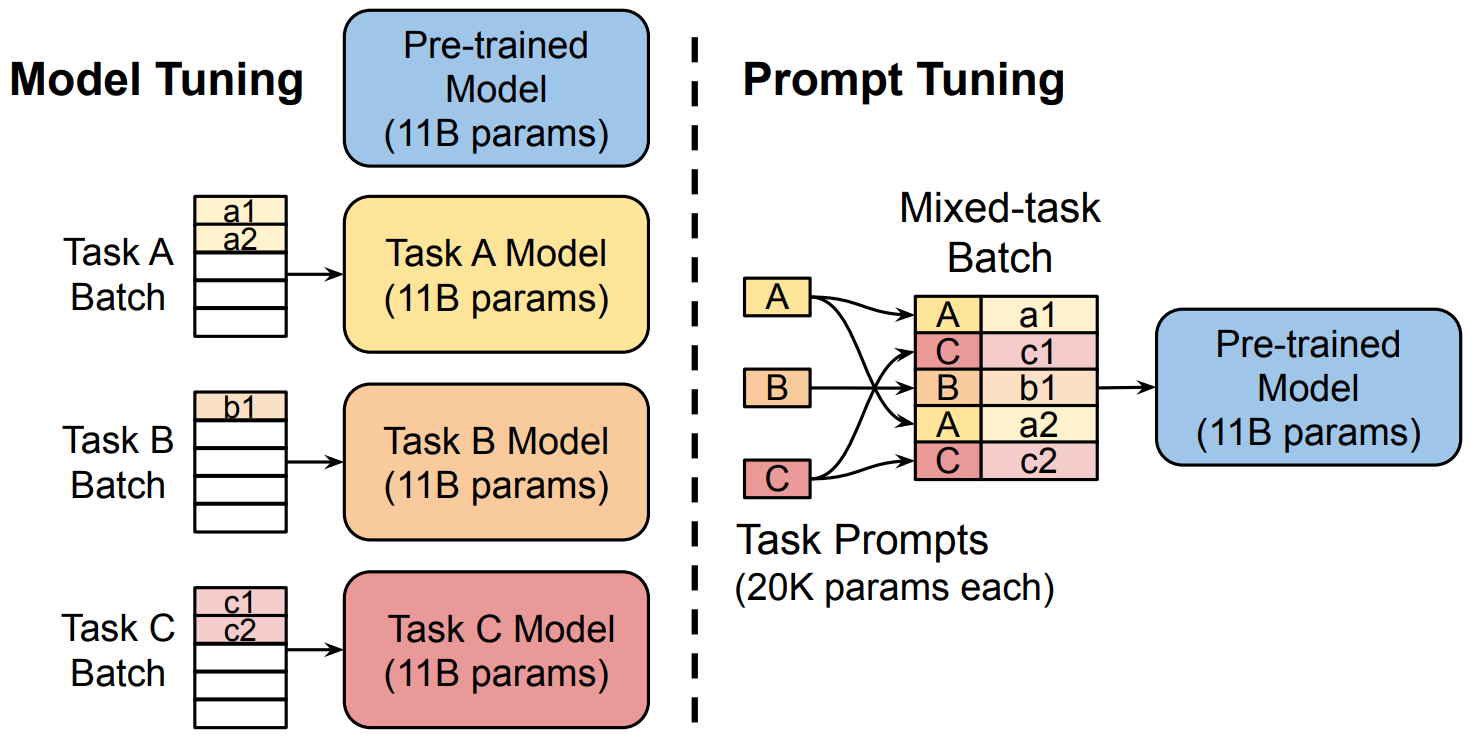 Model Tuning
Pre-trained
Model
(11B params)
a1
a2
Task A
Batch
Task A Model
(11B params)
b1
Task B
Batch
Task B Model
(11B params)
c1
c2
Task C
Batch
Task C Model
(11B params)
Prompt Tuning
Mixed-task
Batch
A
B
C
A a1
C c1
B b1
A a2
C c2
Pre-trained
Model
(11B params)
Task Prompts
(20K params each)